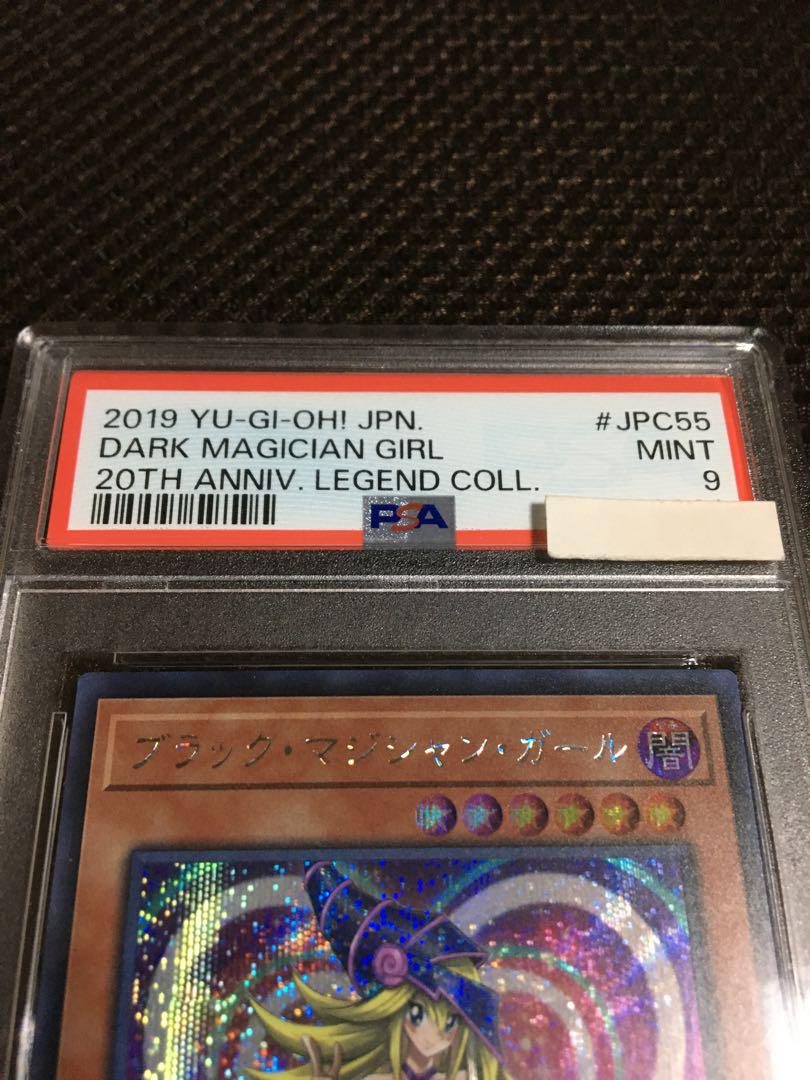 2019 YU-GI-OH! JPN. #JPC55
DARK MAGICIAN GIRL MINT
20TH ANNIV. LEGEND COLL. 9
PSA
ブラック・マジシャン・ガール 闇